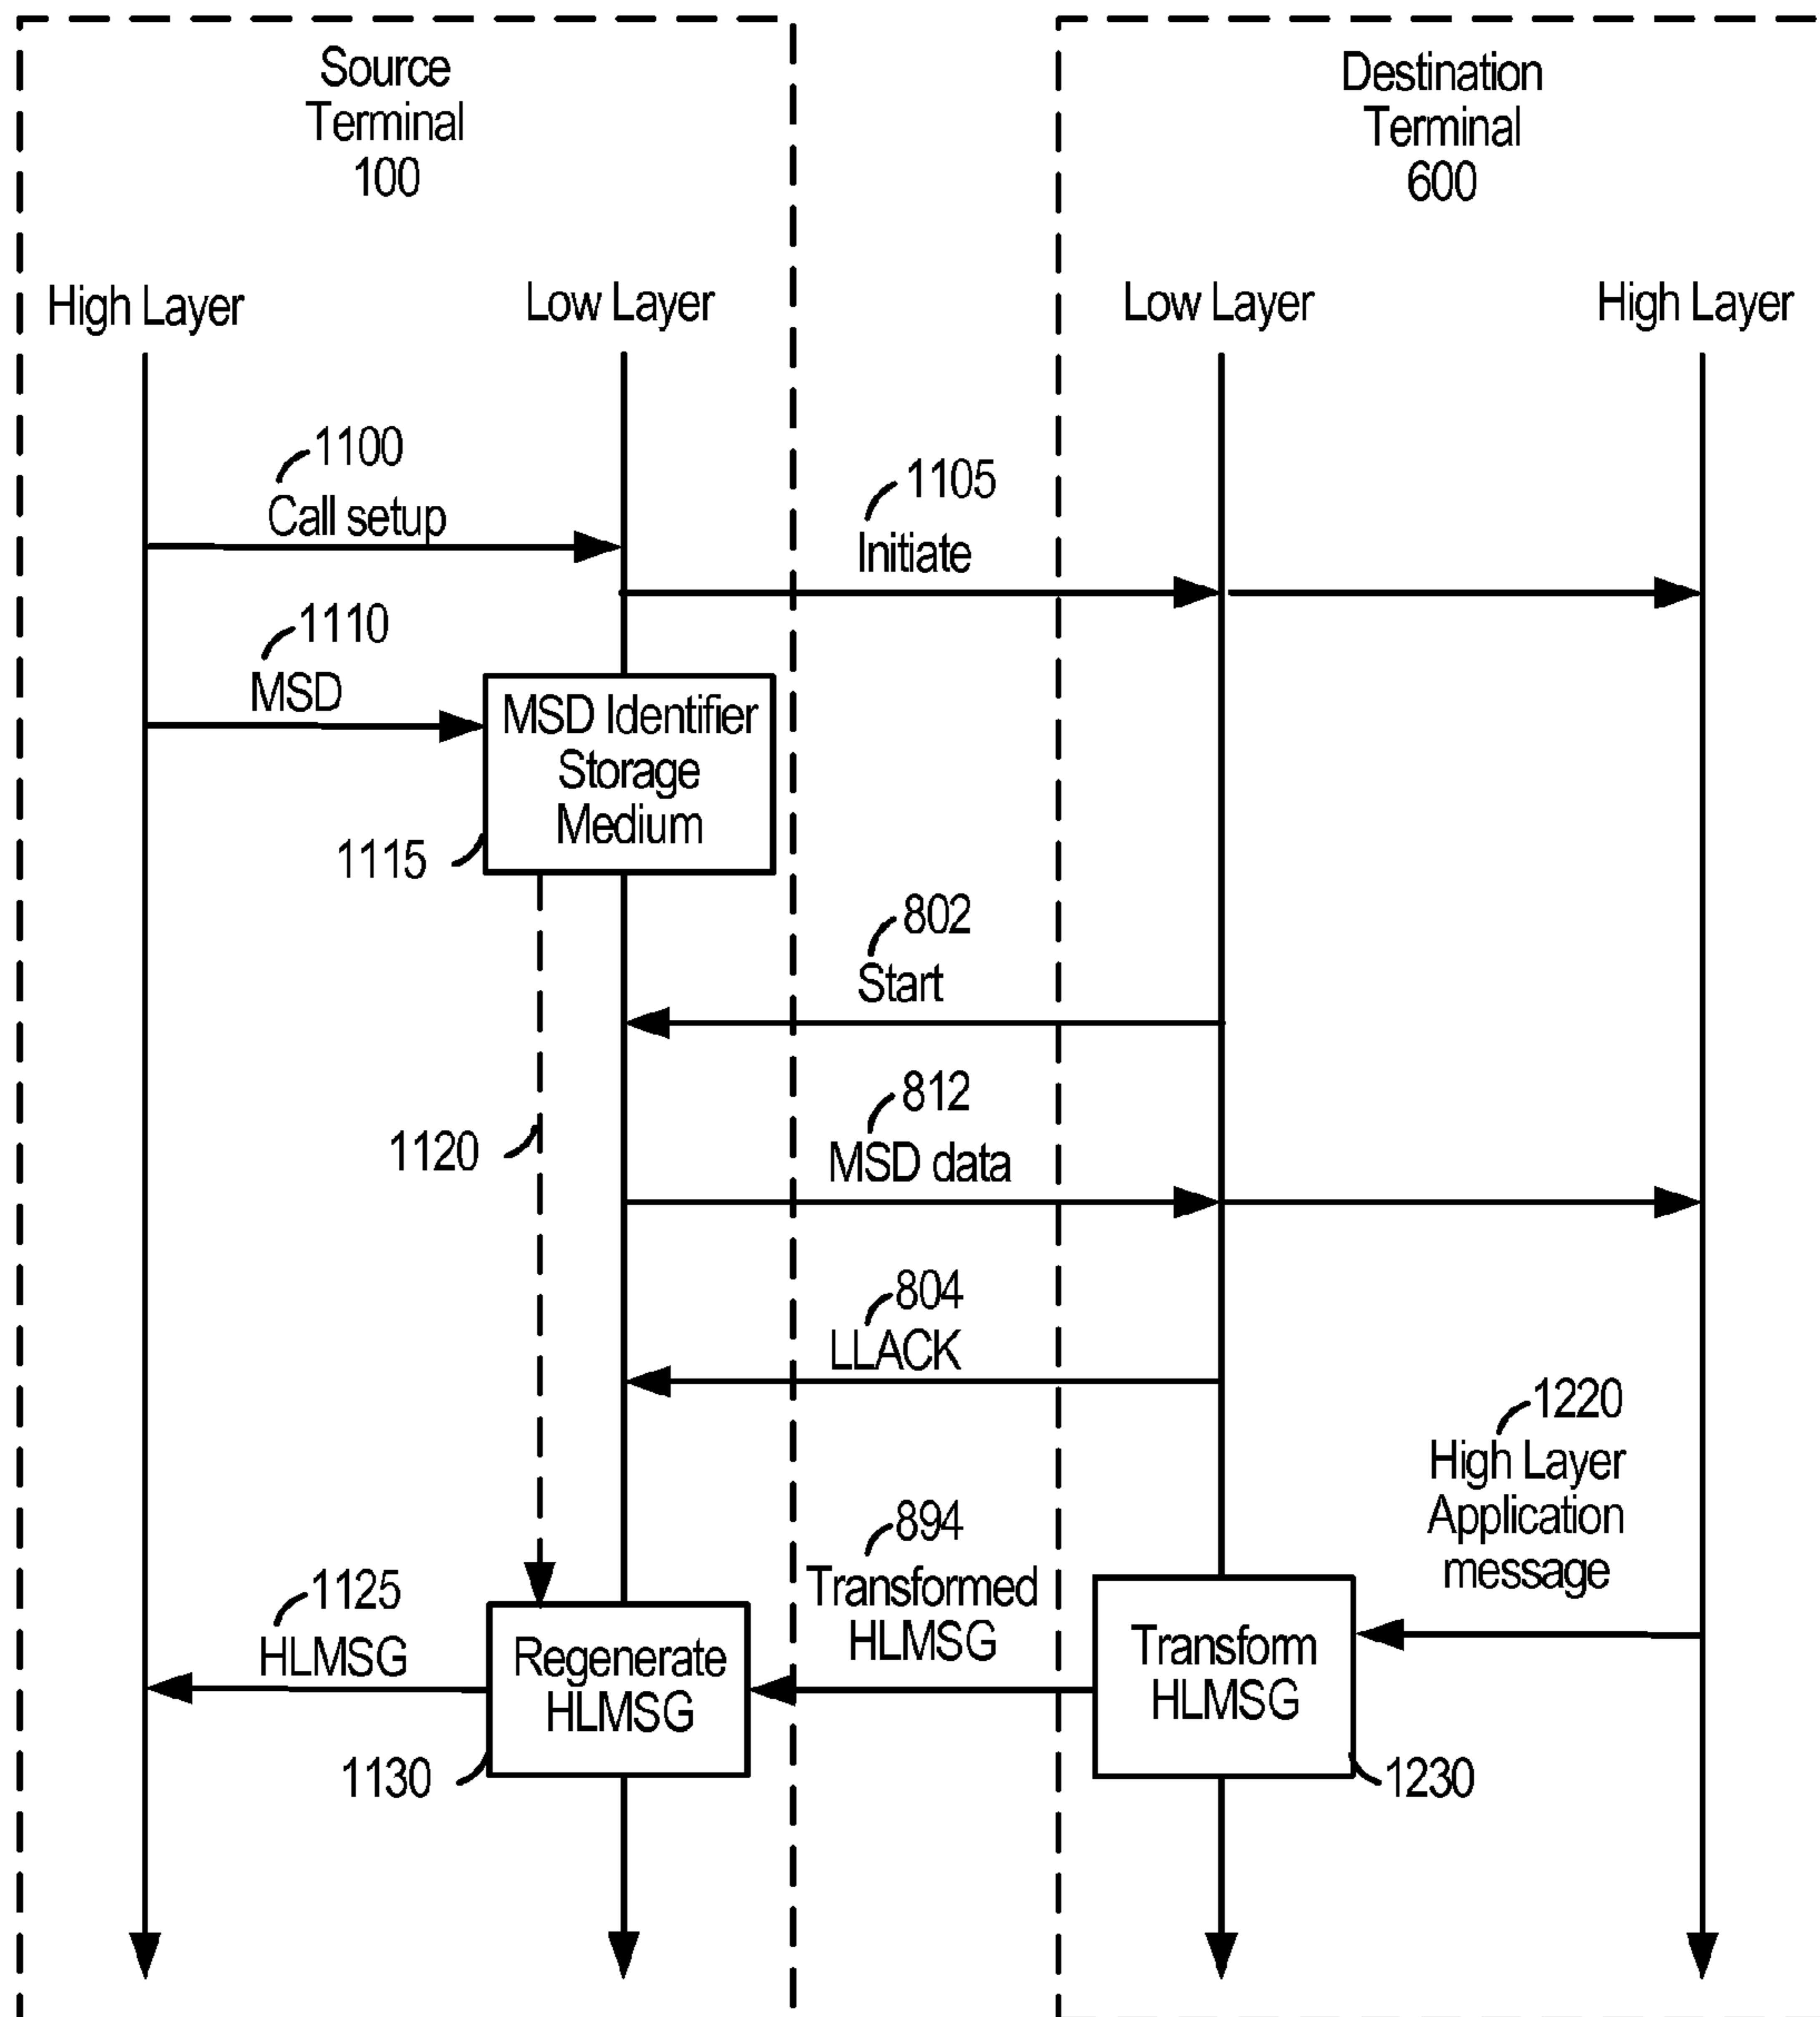 Source
Terminal
100
Destination
Terminal
600
High Layer
Low Layer
Low Layer
High Layer
1100
Call setup
1105
Initiate
1110
MSD
MSD Identifier
Storage
Medium
1115
802
Start
812
MSD data
1120
804
LLACK
1220
High Layer
Application
message
894
Transformed
HLMSG
1125
HLMSG
Regenerate
HLMSG
Transform
HLMSG
1130
1230